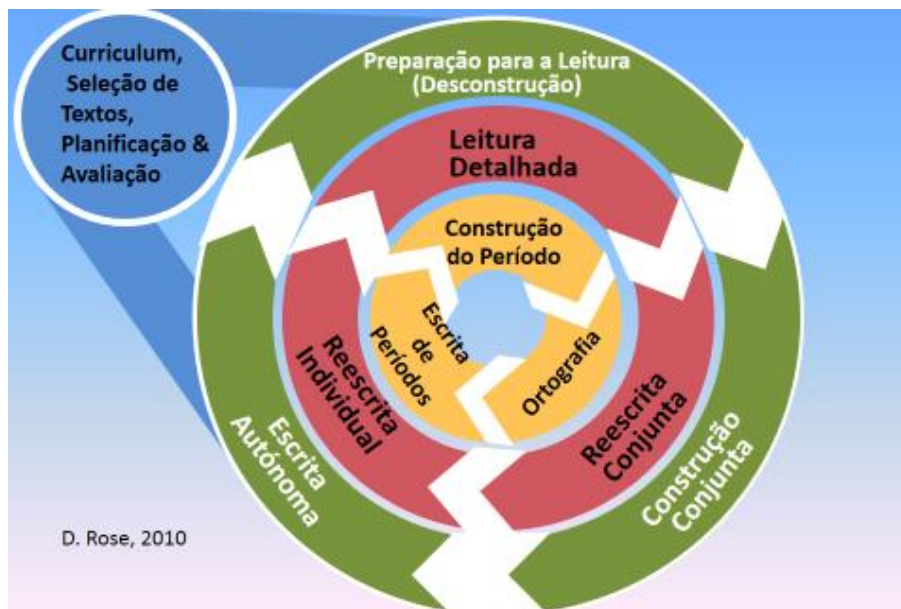 Curriculum,
Seleção de
Textos,
Planificação &
Avaliação
Preparação para a Leitura
(Desconstrução)
Leitura
Detalhada
Construção
do Período
Escrita
de
Períodos
Ortografia
Reescrita
Individual
Reescrita
Conjunta
Escrita
Autónoma
Construção
Conjunta
D. Rose, 2010